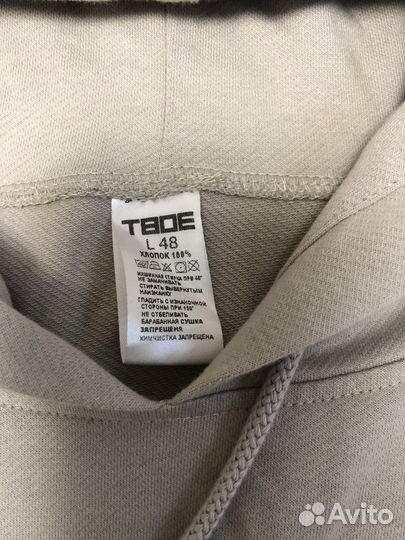 ТВОЕ
L 48
ХЛОПОК 100%
МАШИННАЯ СТИРКА ПРИ 40°
НЕ ЗАМАЧИВАТЬ
СТИРАТЬ ВЫВЕРНУТЫМ
НАИЗНАНКУ
ГЛАДИТЬ С ИЗНАНОЧНОЙ
СТОРОНЫ ПРИ 150°
НЕ ОТБЕЛИВАТЬ
БАРАБАННАЯ СУШКА
ЗАПРЕЩЕНА
ХИМЧИСТКА ЗАПРЕЩЕНА
Avito